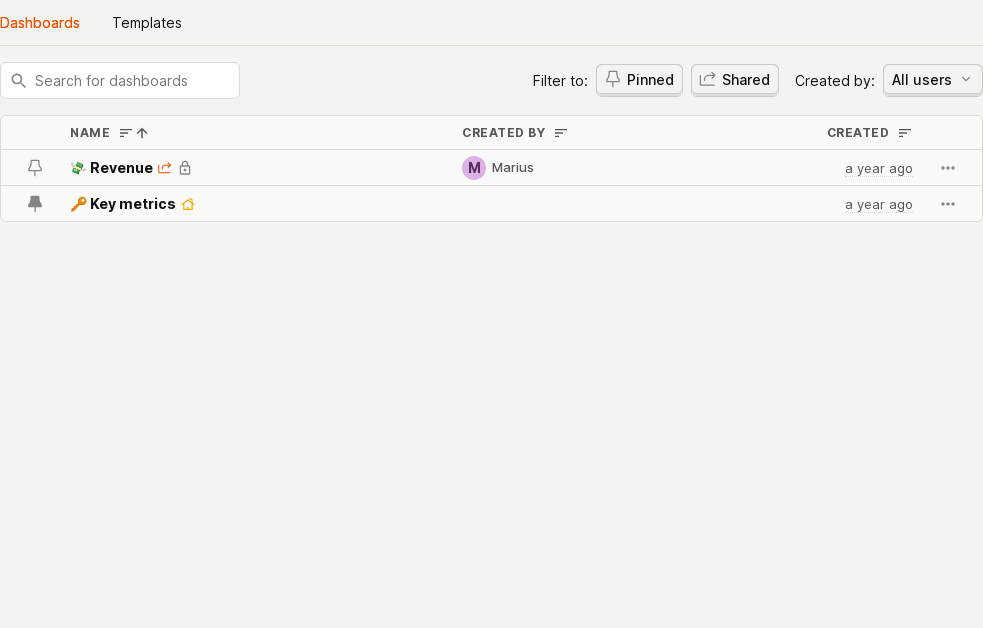 Dashboards Templates
Search for dashboards Filter to: Pinned Shared Created by: All users
NAME CREATED BY CREATED
Revenue M Marius a year ago
Key metrics a year ago